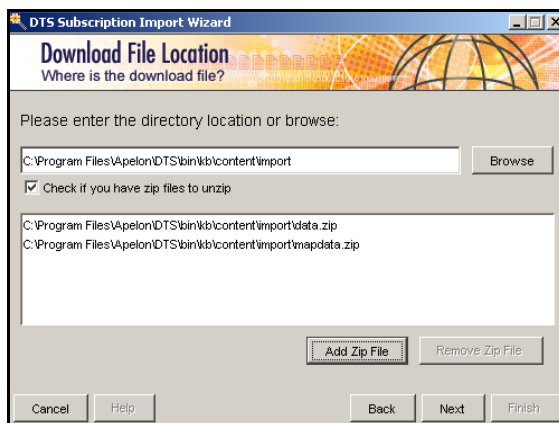 DTS Subscription Import Wizard
Download File Location
Where is the download file?
Please enter the directory location or browse:
C:\Program Files\Apelon\DTS\bin\kb\content\import
Browse
Check if you have zip files to unzip
C:\Program Files\Apelon\DTS\bin\kb\content\import\data.zip
C:\Program Files\Apelon\DTS\bin\kb\content\import\mapdata.zip
Add Zip File
Remove Zip File
Cancel
Help
Back
Next
Finish